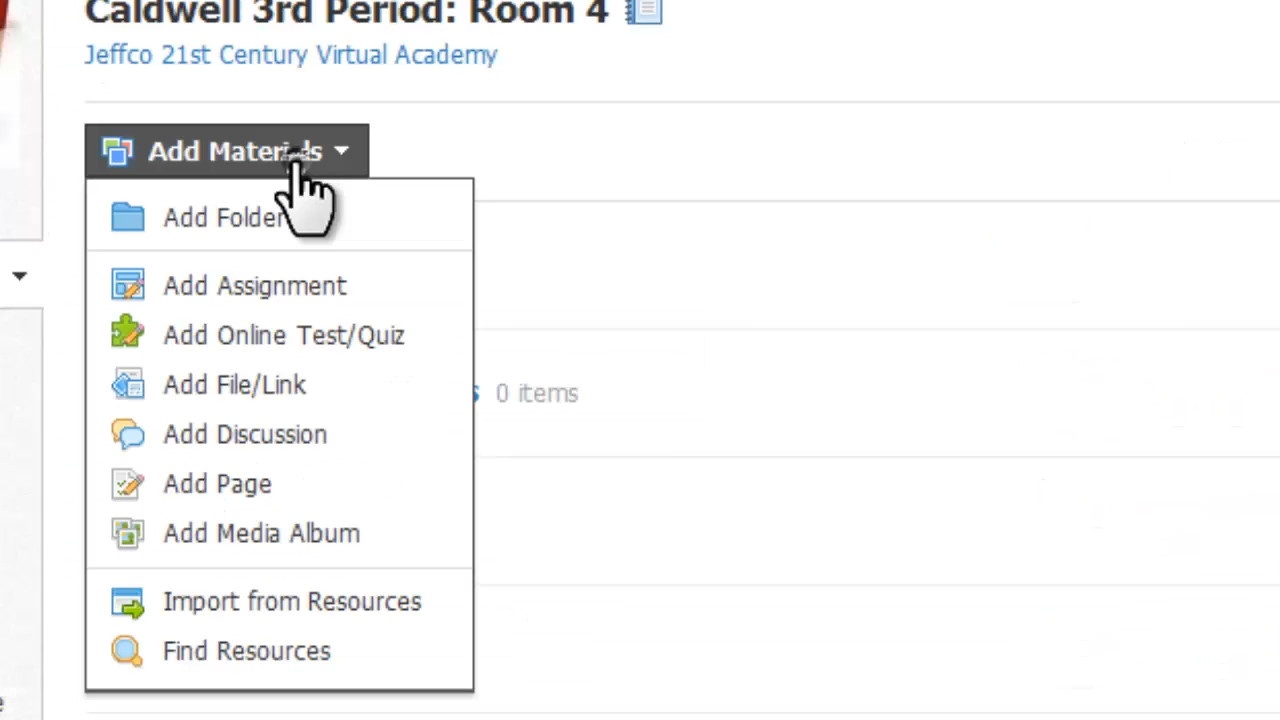 Caldwell 3rd Period: Room 4
Jeffco 21st Century Virtual Academy
Add Materials
Add Folder
Add Assignment
Add Online Test/Quiz
0 items
Add File/Link
Add Discussion
Add Page
Add Media Album
Import from Resources
Find Resources